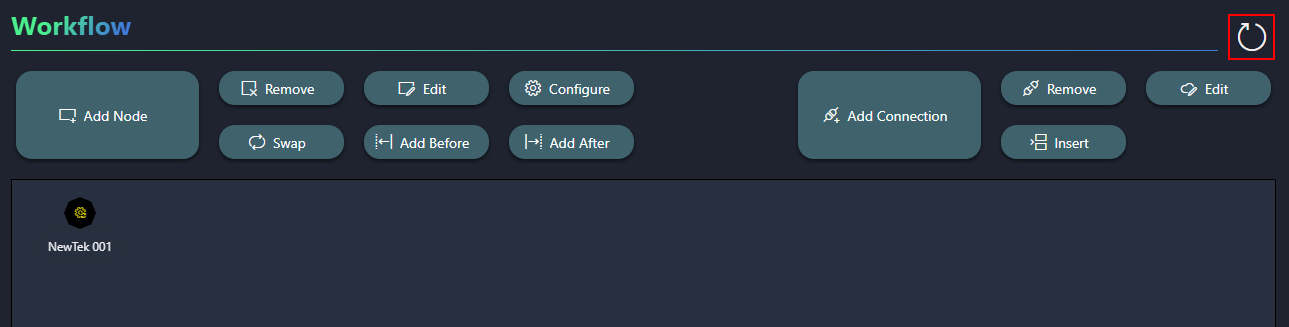 Workflow
Add Node
Remove
Edit
Configure
Swap
Add Before
Add After
Add Connection
Remove
Edit
Insert
NewTek 001